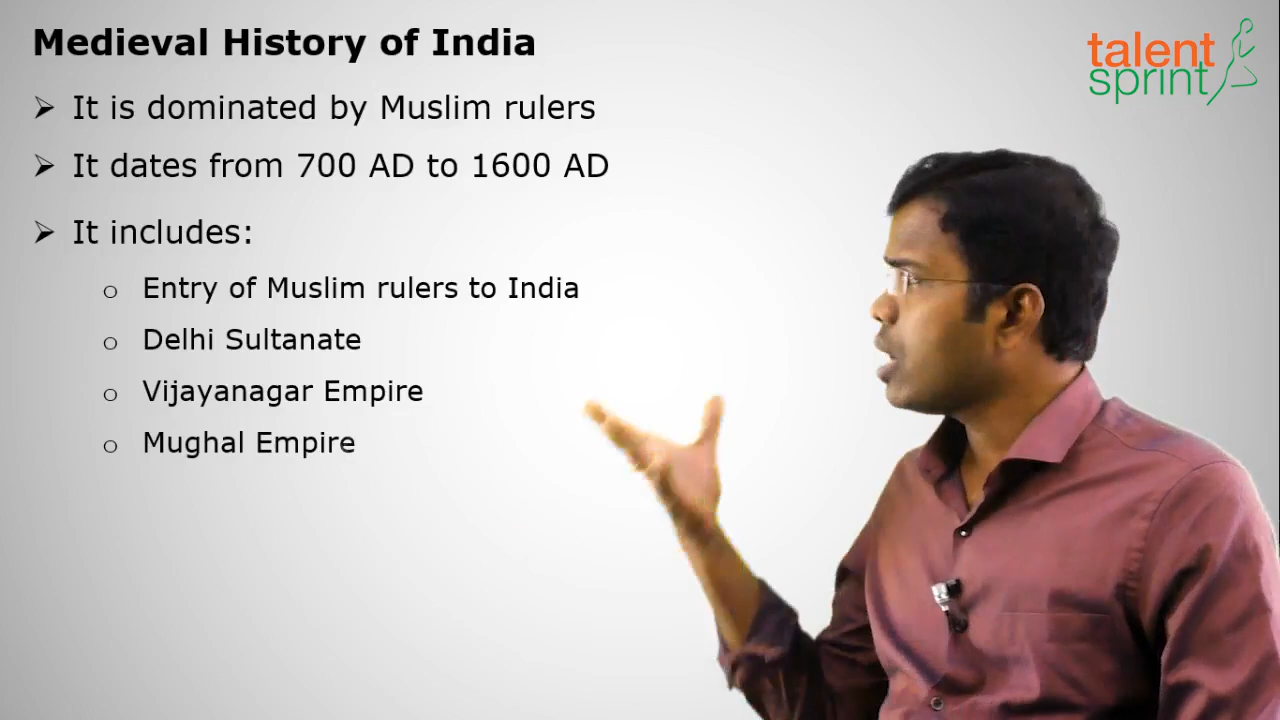 Medieval History of India
talent
sprint
➢ It is dominated by Muslim rulers
➢ It dates from 700 AD to 1600 AD
➢ It includes:
o Entry of Muslim rulers to India
o Delhi Sultanate
o Vijayanagar Empire
o Mughal Empire